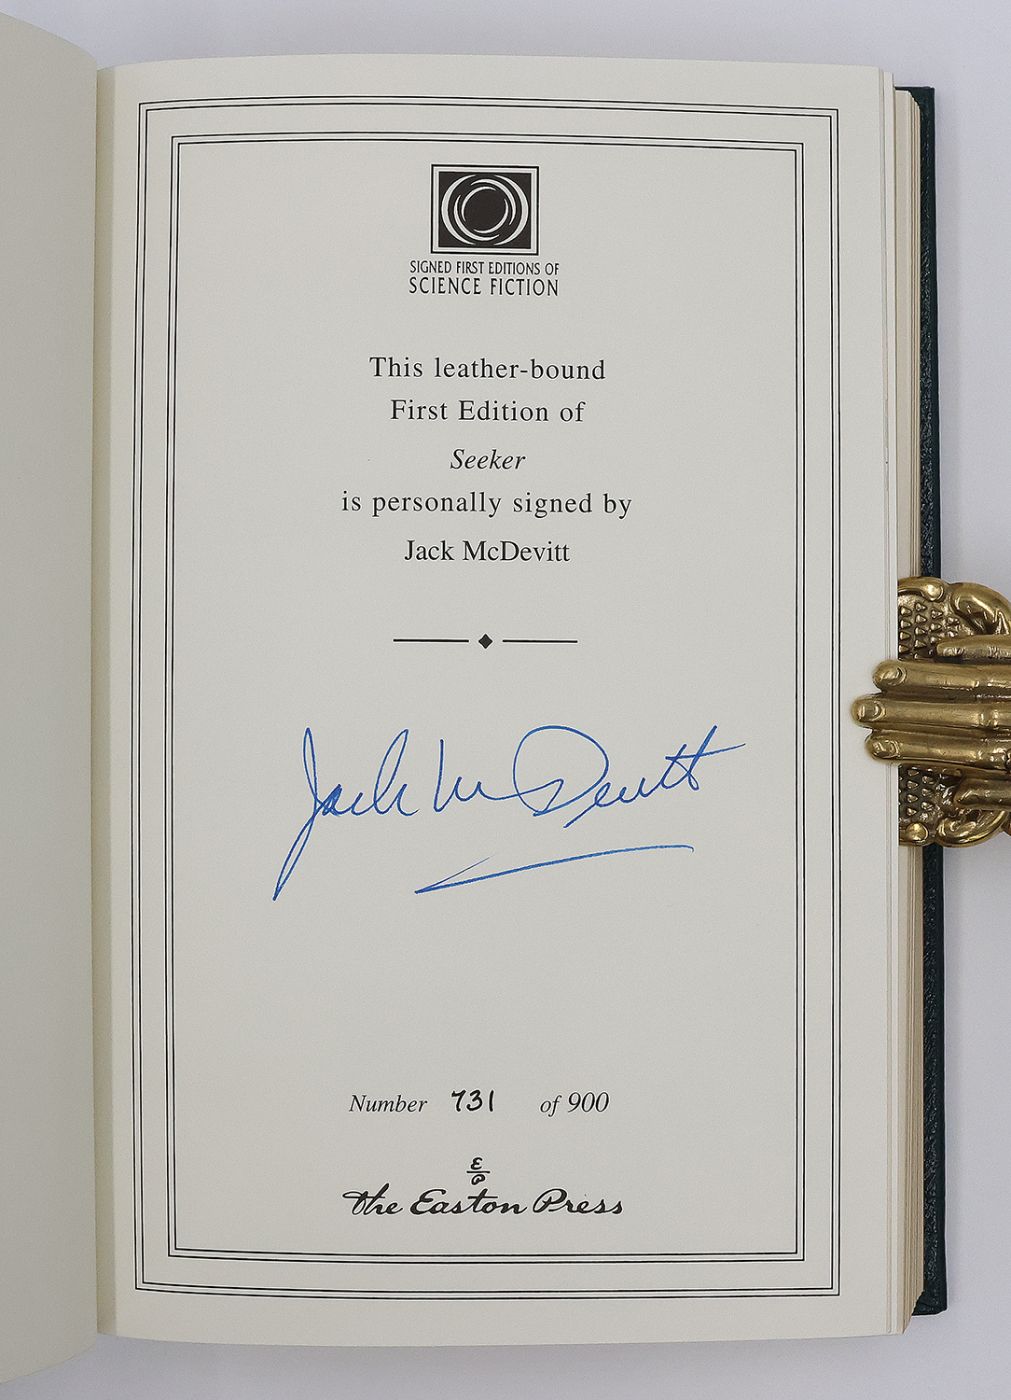 SIGNED FIRST EDITIONS OF
SCIENCE FICTION
This leather-bound
First Edition of
Seeker
is personally signed by
Jack McDevitt
Jack McDevitt
Number 731 of 900
EP
The Easton Press